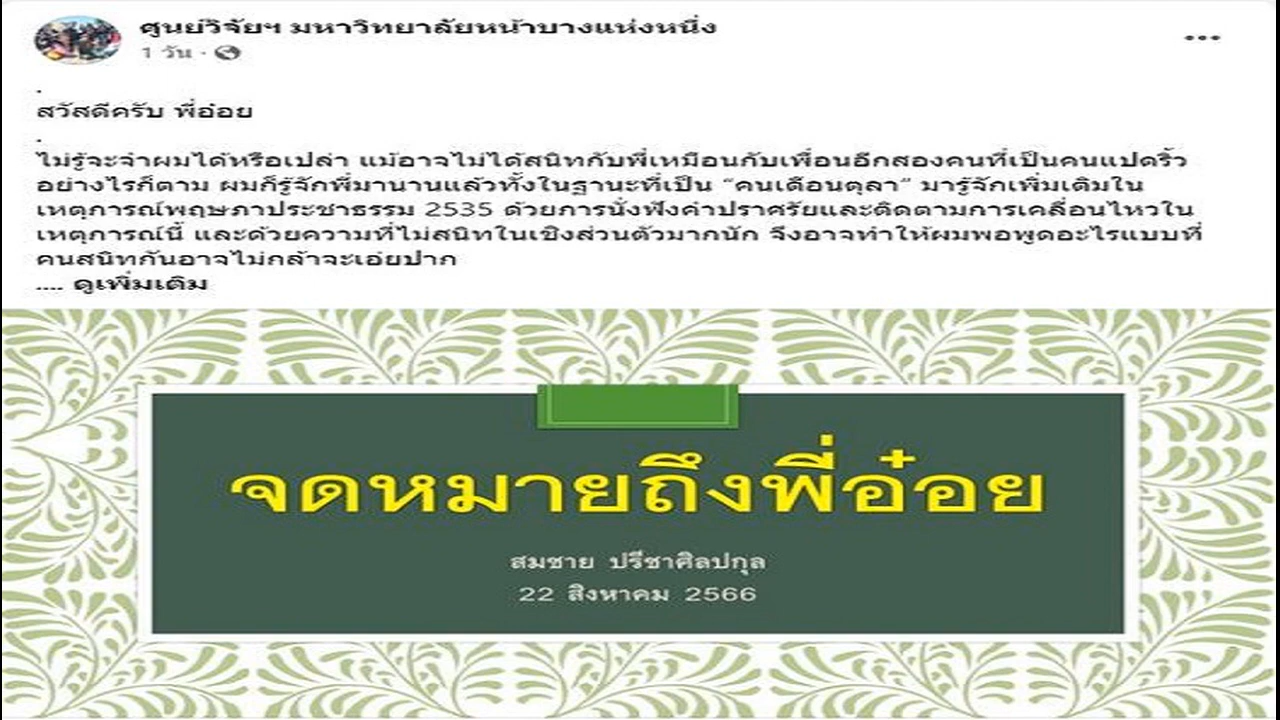 ศูนย์วิจัยฯ มหาวิทยาลัยหน้าบางแห่งหนึ่ง
1 วัน ·
.
สวัสดีครับ พี่อ๋อย
.
ไม่รู้จะจำผมได้หรือเปล่า แม้อาจไม่ได้สนิทกับพี่เหมือนกับเพื่อนอีกสองคนที่เป็นคนแปดริ้ว
อย่างไรก็ตาม ผมก็รู้จักพี่มานานแล้วทั้งในฐานะที่เป็น “คนเดือนตุลา” มารู้จักเพิ่มเติมใน
เหตุการณ์พฤษภาประชาธรรม 2535 ด้วยการนั่งฟังคำปราศรัยและติดตามการเคลื่อนไหวใน
เหตุการณ์นี้ และด้วยความที่ไม่สนิทในเชิงส่วนตัวมากนัก จึงอาจทำให้ผมพอพูดอะไรแบบที่
คนสนิทกันอาจไม่กล้าจะเอ่ยปาก
.... ดูเพิ่มเติม
จดหมายถึงพี่อ๋อย
สมชาย ปรีชาศิลปกุล
22 สิงหาคม 2566